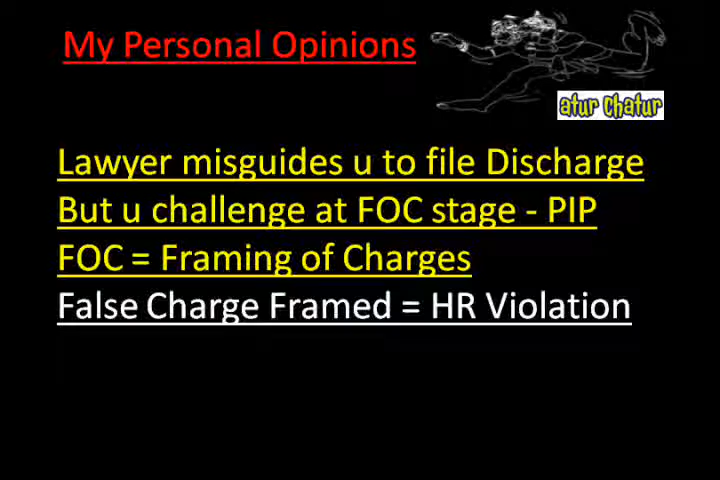 My Personal Opinions
atur chatur
Lawyer misguides u to file Discharge
But u challenge at FOC stage - PIP
FOC = Framing of Charges
False Charge Framed = HR Violation